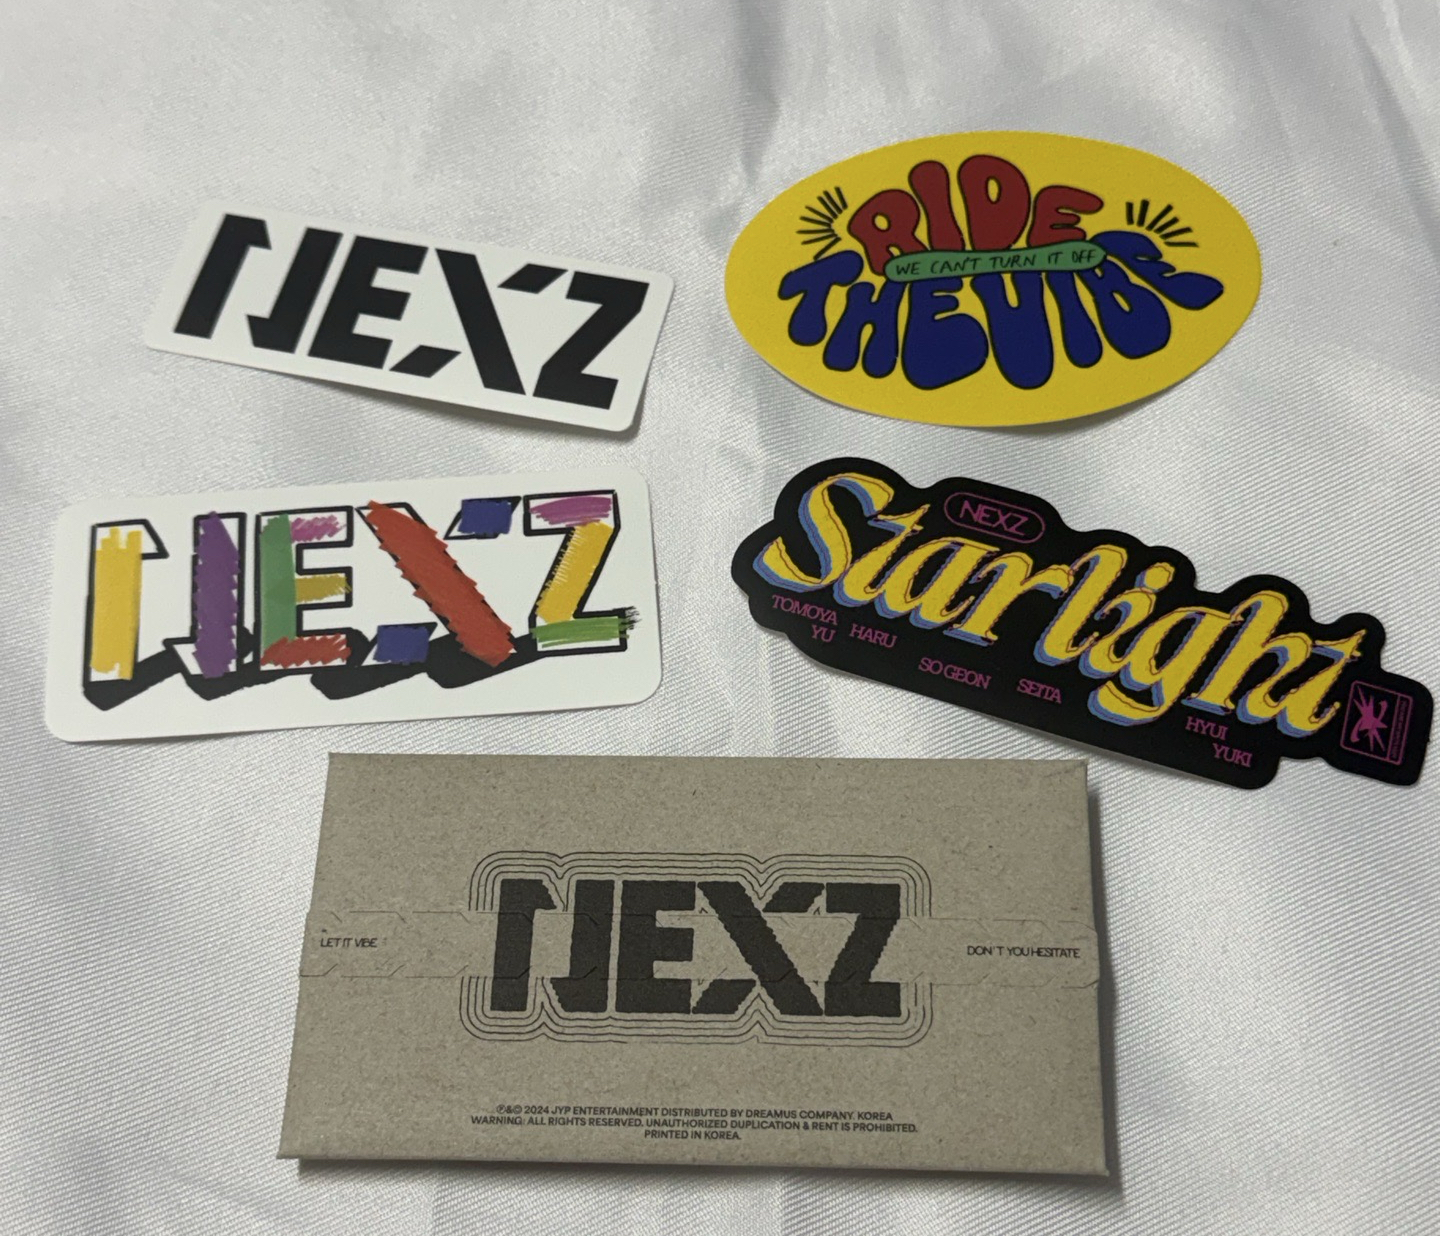 NEXZ
RIDE
WE CAN'T TURN IT OFF
THE VIBE
NEXZ
NEXZ
Starlight
TOMOYA
YU
HARU
SO GEON
SEITA
HYUI
YUKI
NEXZ
LET IT VIBE
DON'T YOU HESITATE
Ⓟ&© 2024 JYP ENTERTAINMENT DISTRIBUTED BY DREAMUS COMPANY. KOREA
WARNING: ALL RIGHTS RESERVED. UNAUTHORIZED DUPLICATION & RENT IS PROHIBITED.
PRINTED IN KOREA.